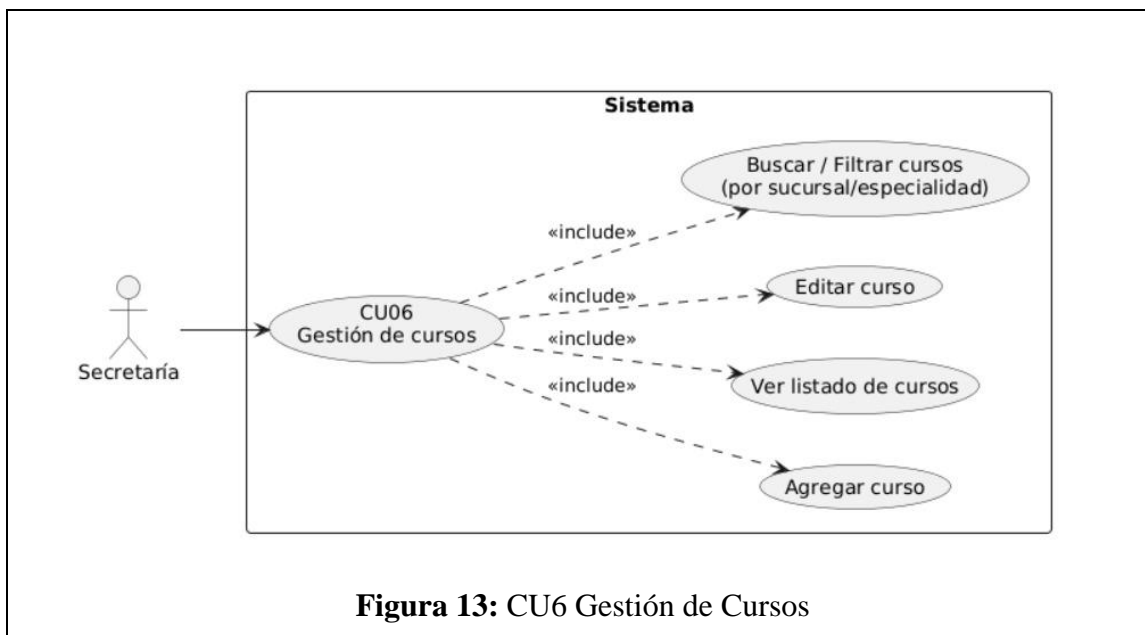 Sistema
Buscar / Filtrar cursos
(por sucursal/especialidad)
«include»
Editar curso
«include»
CU06
Gestión de cursos
«include»
Secretaría
Ver listado de cursos
«include»
Agregar curso
Figura 13: CU6 Gestión de Cursos